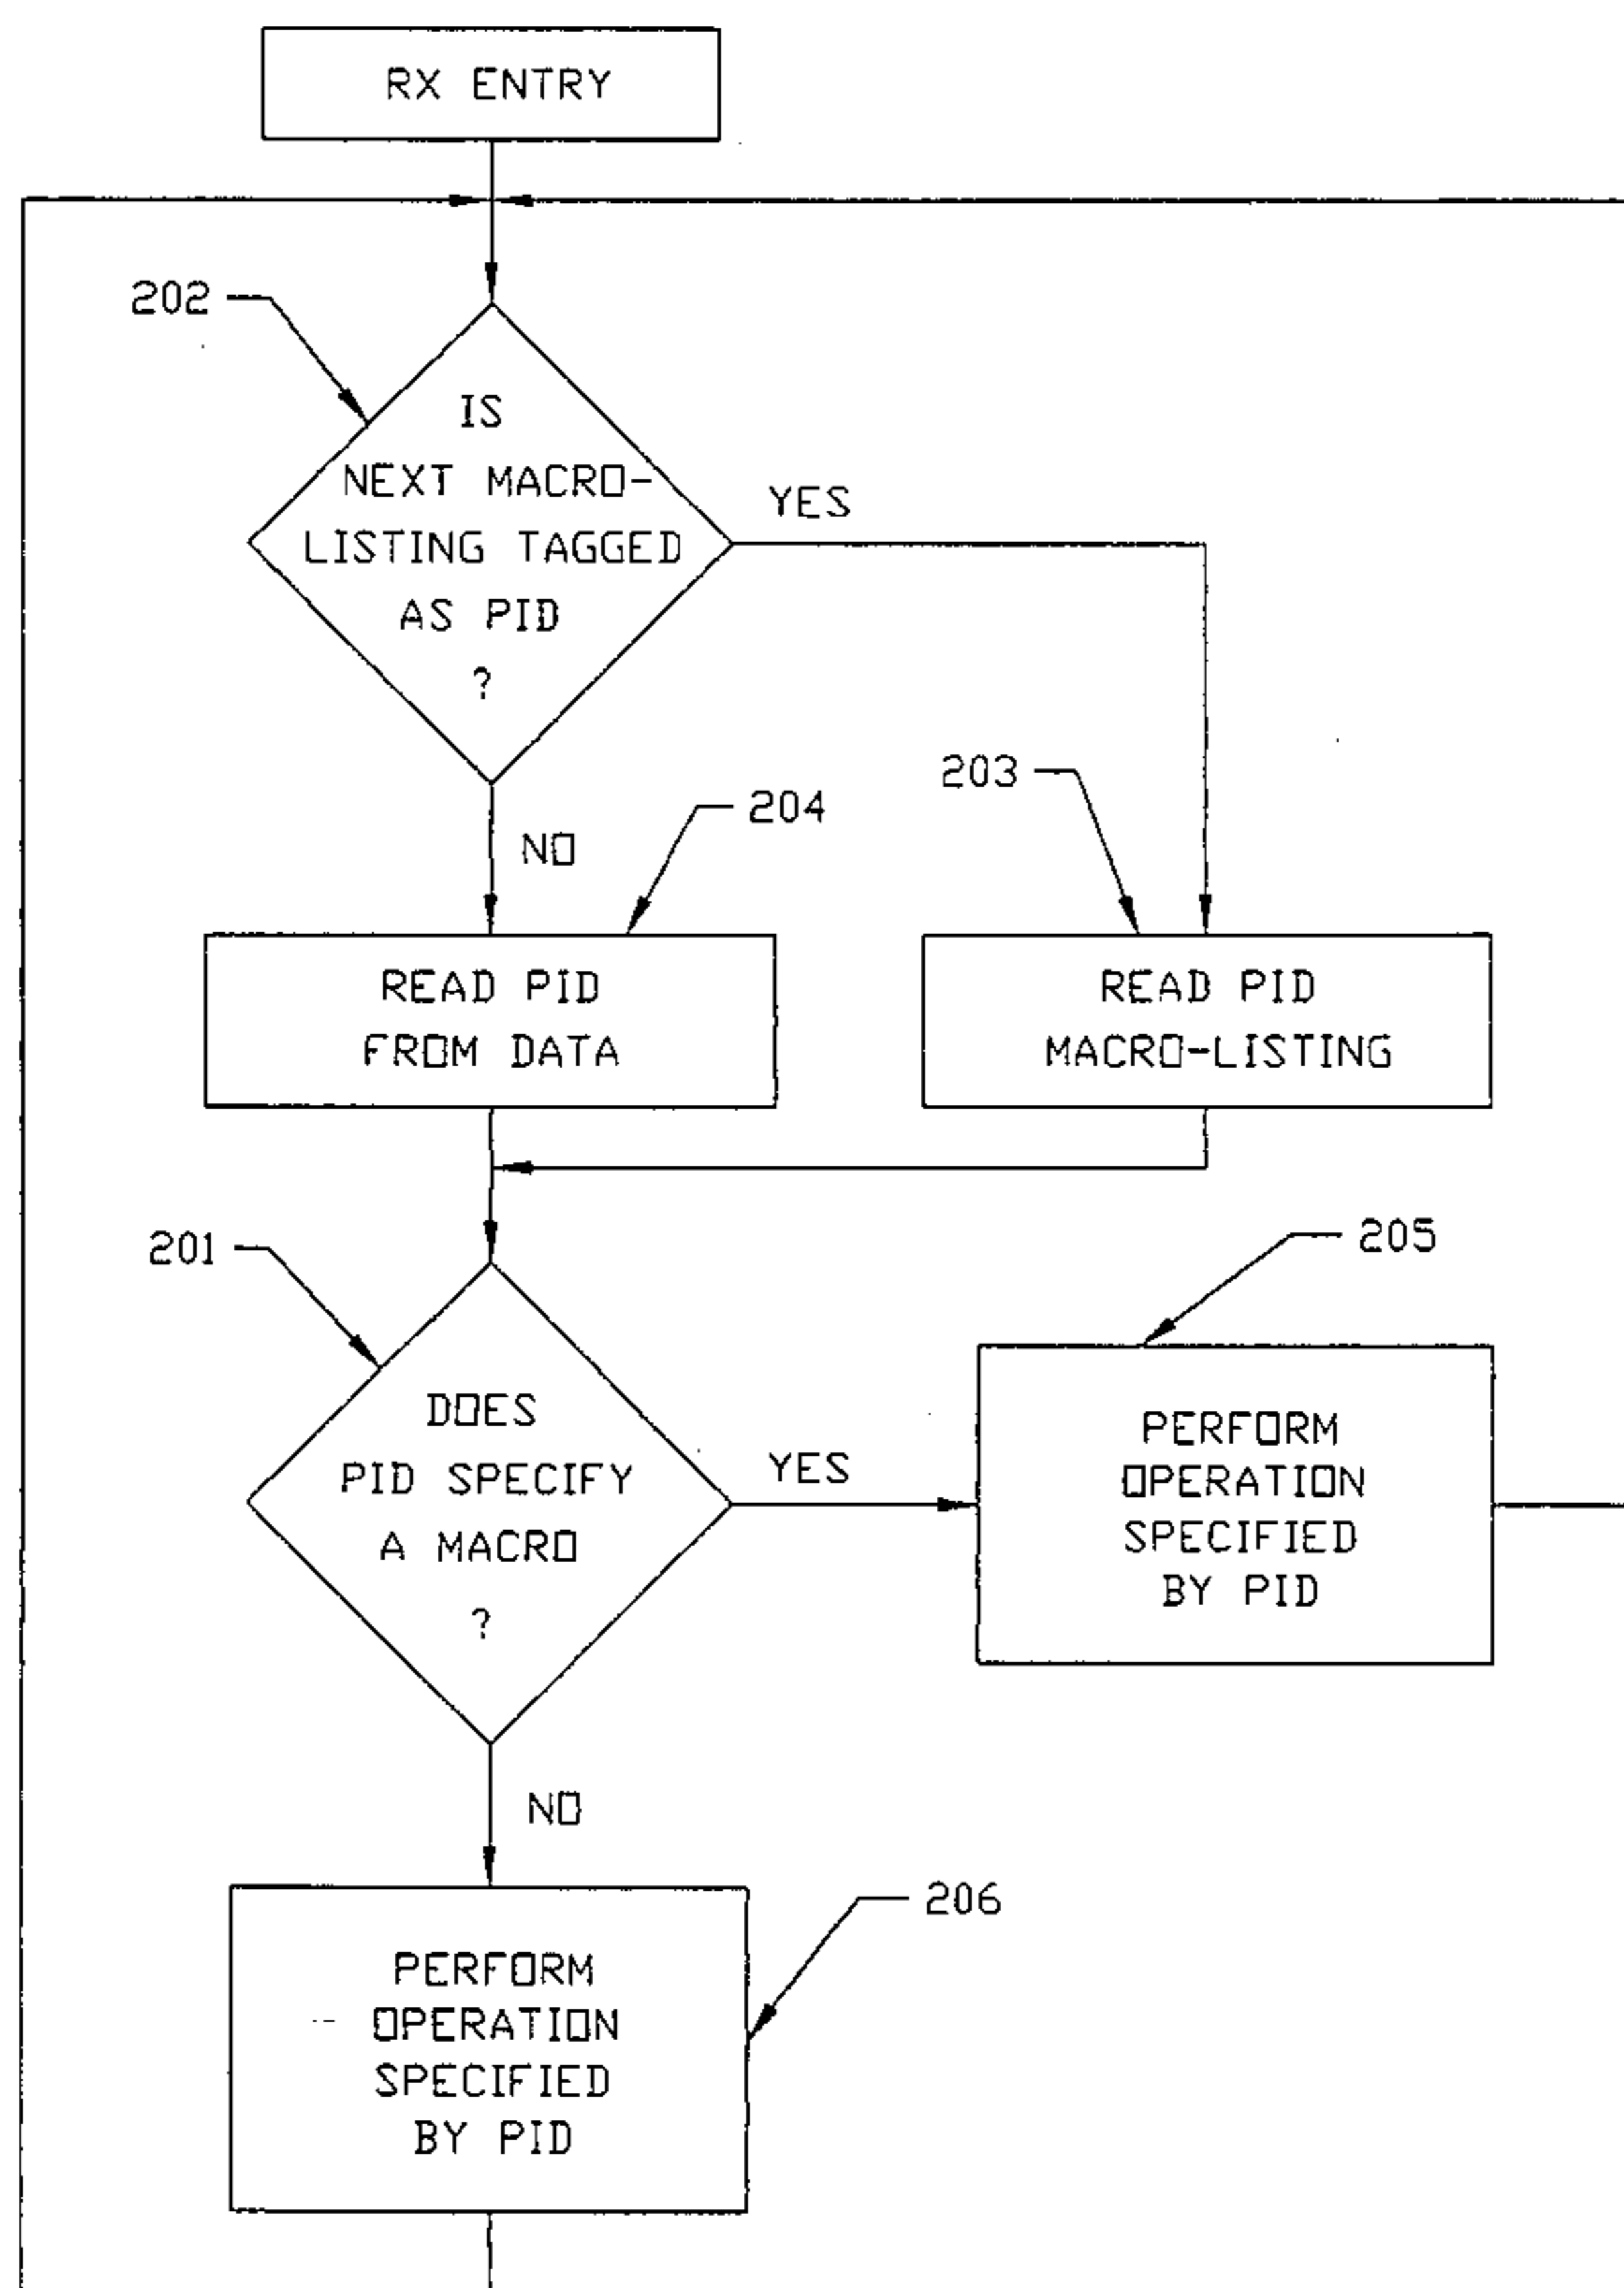 RX ENTRY
202
IS
NEXT MACRO-
LISTING TAGGED
AS PID
?
YES
NO
204
203
READ PID
FROM DATA
READ PID
MACRO-LISTING
201
205
DOES
PID SPECIFY
A MACRO
?
YES
PERFORM
OPERATION
SPECIFIED
BY PID
NO
206
PERFORM
OPERATION
SPECIFIED
BY PID